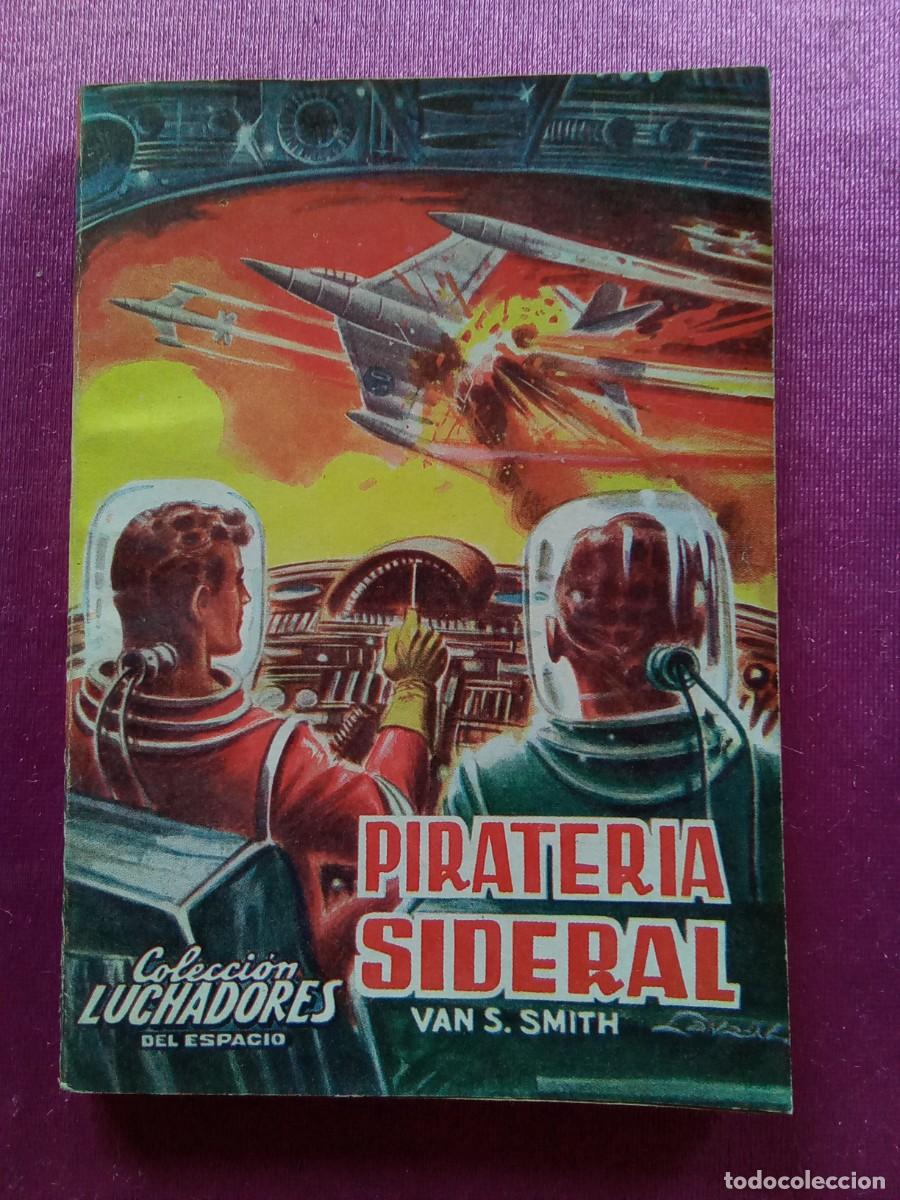 PIRATERIA
SIDERAL
VAN S. SMITH
Colección
LUCHADORES
DEL ESPACIO
todocoleccion